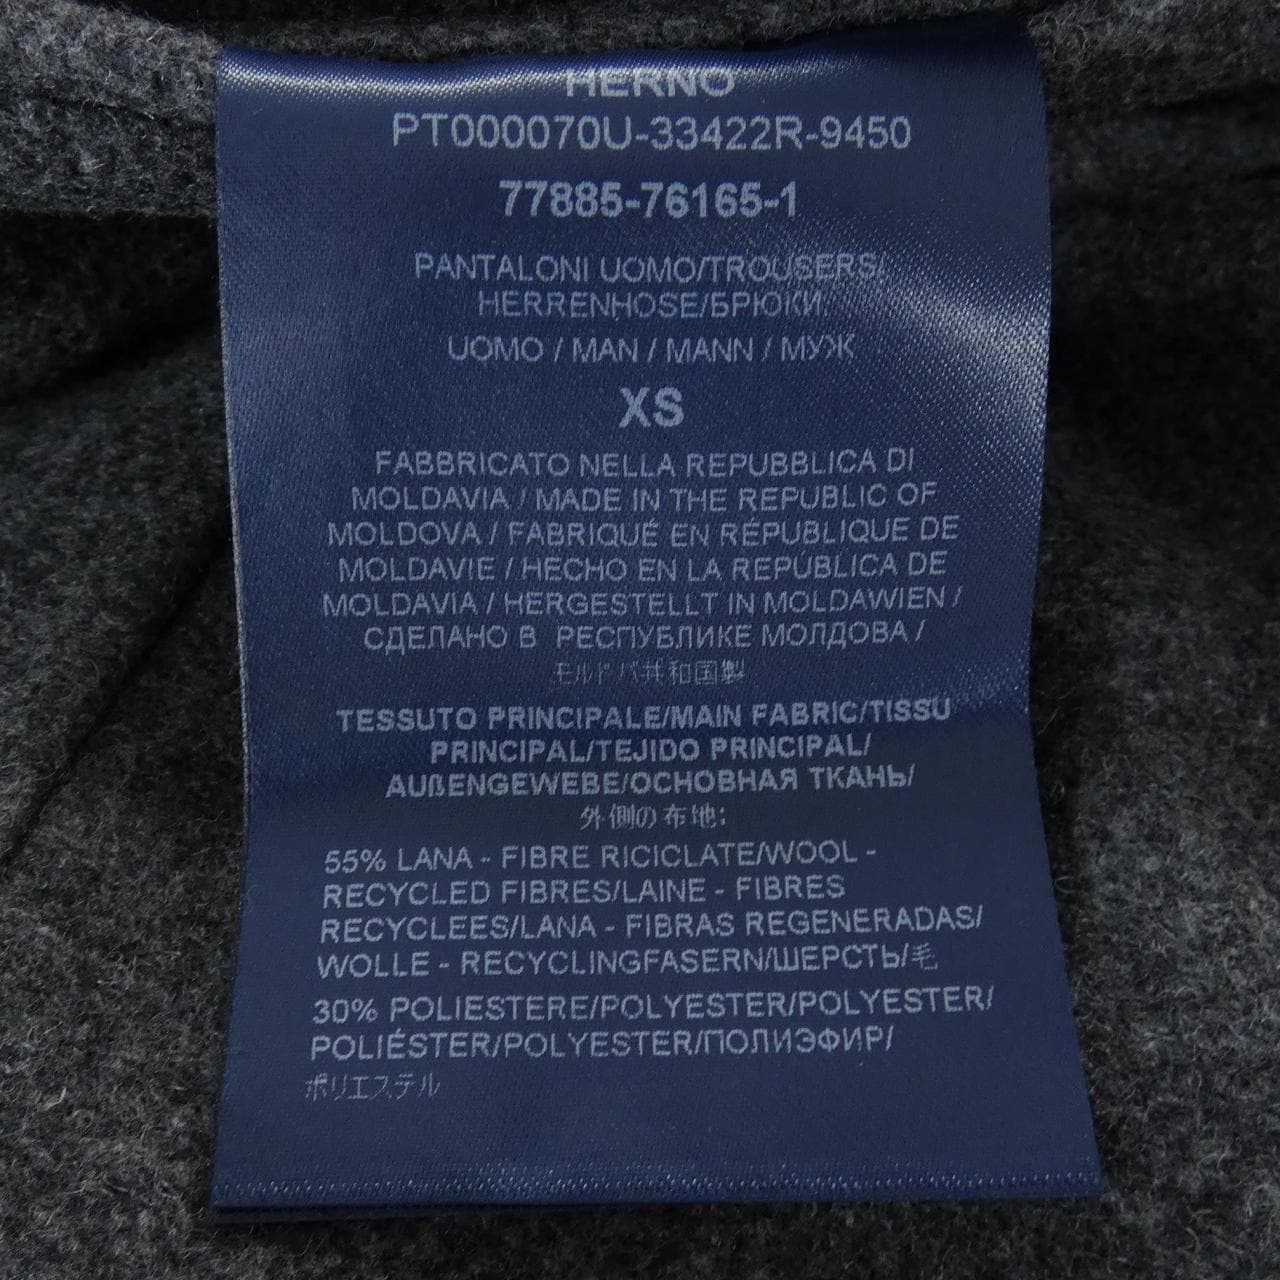 HERNO
PT000070U-33422R-9450
77885-76165-1
PANTALONI UOMO/TROUSERS/
HERRENHOSE/БРЮКИ
UOMO / MAN / MANN / МУЖ
XS
FABBRICATO NELLA REPUBBLICA DI
MOLDAVIA / MADE IN THE REPUBLIC OF
MOLDOVA / FABRIQUÉ EN RÉPUBLIQUE DE
MOLDAVIE / HECHO EN LA REPÚBLICA DE
MOLDAVIA / HERGESTELLT IN MOLDAWIEN /
СДЕЛАНО В РЕСПУБЛИКЕ МОЛДОВА /
モルドバ共和国製
TESSUTO PRINCIPALE/MAIN FABRIC/TISSU
PRINCIPAL/TEJIDO PRINCIPAL/
AUßENGEWEBE/ОСНОВНАЯ ТКАНЬ/
外側の布地:
55% LANA - FIBRE RICICLATE/WOOL -
RECYCLED FIBRES/LAINE - FIBRES
RECYCLEES/LANA - FIBRAS REGENERADAS/
WOLLE - RECYCLINGFASERN/ШЕРСТЬ/毛
30% POLIESTERE/POLYESTER/POLYESTER/
POLIÉSTER/POLYESTER/ПОЛИЭФИР/
ポリエステル